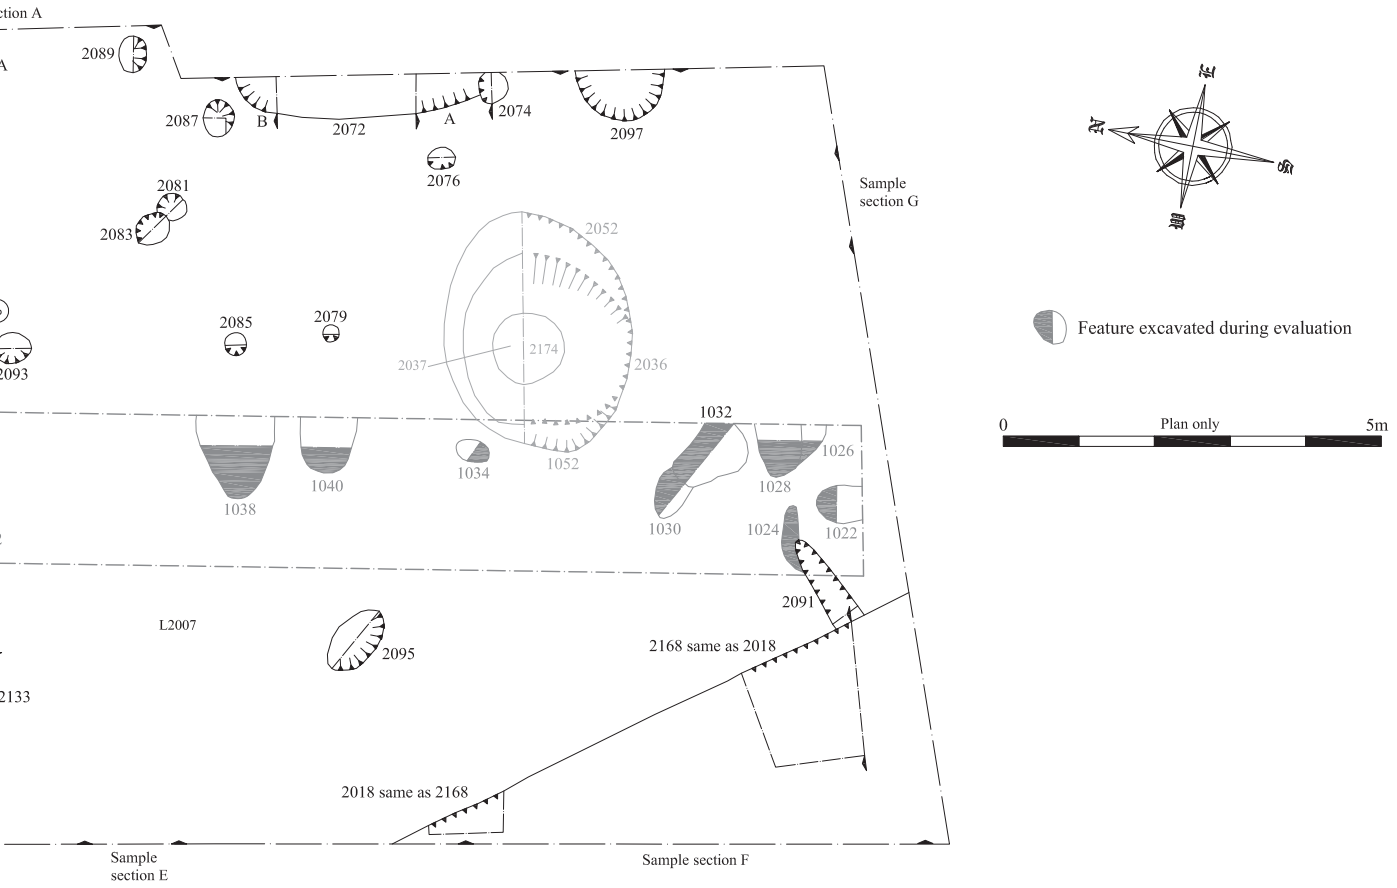 ction A
A
2089
2087
B
2072
A
2074
2097
2076
2081
2083
Sample
section G
2052
2085
2079
2093
2037
2174
2036
Feature excavated during evaluation
0
Plan only
5m
1032
1026
1034
1052
1028
1040
1038
1030
1024
1022
2091
L2007
2095
2168 same as 2018
2133
2018 same as 2168
Sample
section E
Sample section F